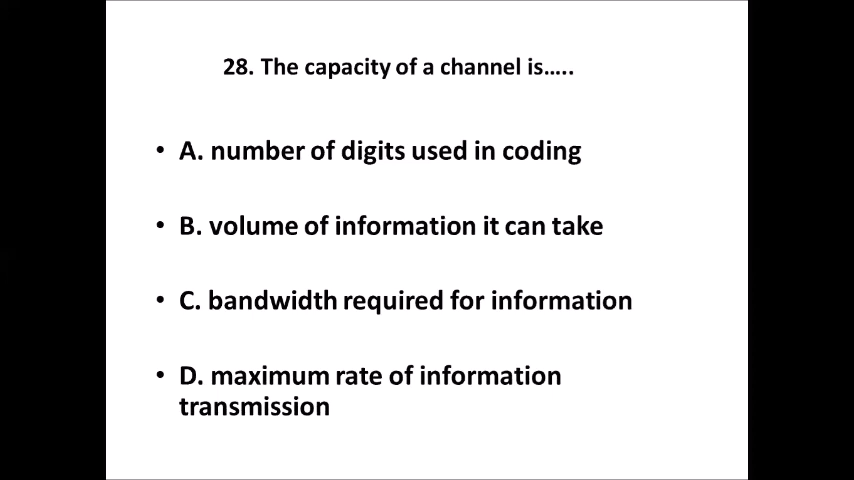 28. The capacity of a channel is.....
• A. number of digits used in coding
• B. volume of information it can take
• C. bandwidth required for information
• D. maximum rate of information
transmission